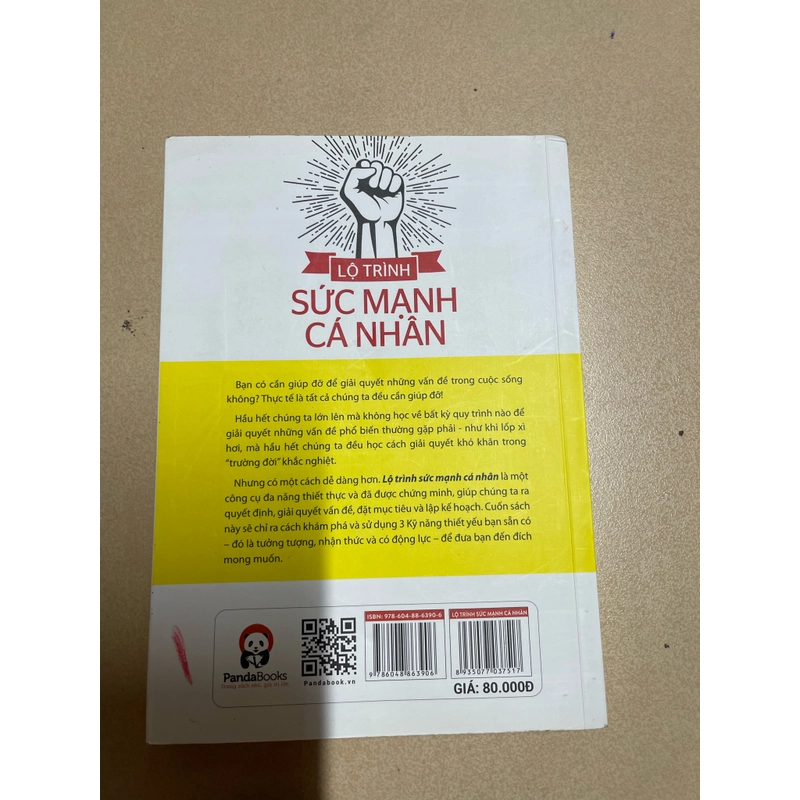 LỘ TRÌNH
SỨC MẠNH
CÁ NHÂN
Bạn có cần giúp đỡ để giải quyết những vấn đề trong cuộc sống
không? Thực tế là tất cả chúng ta đều cần giúp đỡ!
Hầu hết chúng ta lớn lên mà không học về bất kỳ quy trình nào để
giải quyết những vấn đề phổ biến thường gặp phải - như khi lốp xì
hơi, mà hầu hết chúng ta đều học cách giải quyết khó khăn trong
"trường đời" khắc nghiệt.
Nhưng có một cách dễ dàng hơn. Lộ trình sức mạnh cá nhân là một
công cụ đa năng thiết thực và đã được chứng minh, giúp chúng ta ra
quyết định, giải quyết vấn đề, đặt mục tiêu và lập kế hoạch. Cuốn sách
này sẽ chỉ ra cách khám phá và sử dụng 3 Kỹ năng thiết yếu bạn sẵn có
– đó là tưởng tượng, nhận thức và có động lực – để đưa bạn đến đích
mong muốn.
PandaBooks
Pandabook.vn
ISBN: 978-604-88-6390-6
9 786048 863906
LỘ TRÌNH SỨC MẠNH CÁ NHÂN
8 935077 037517
GIÁ: 80.000Đ